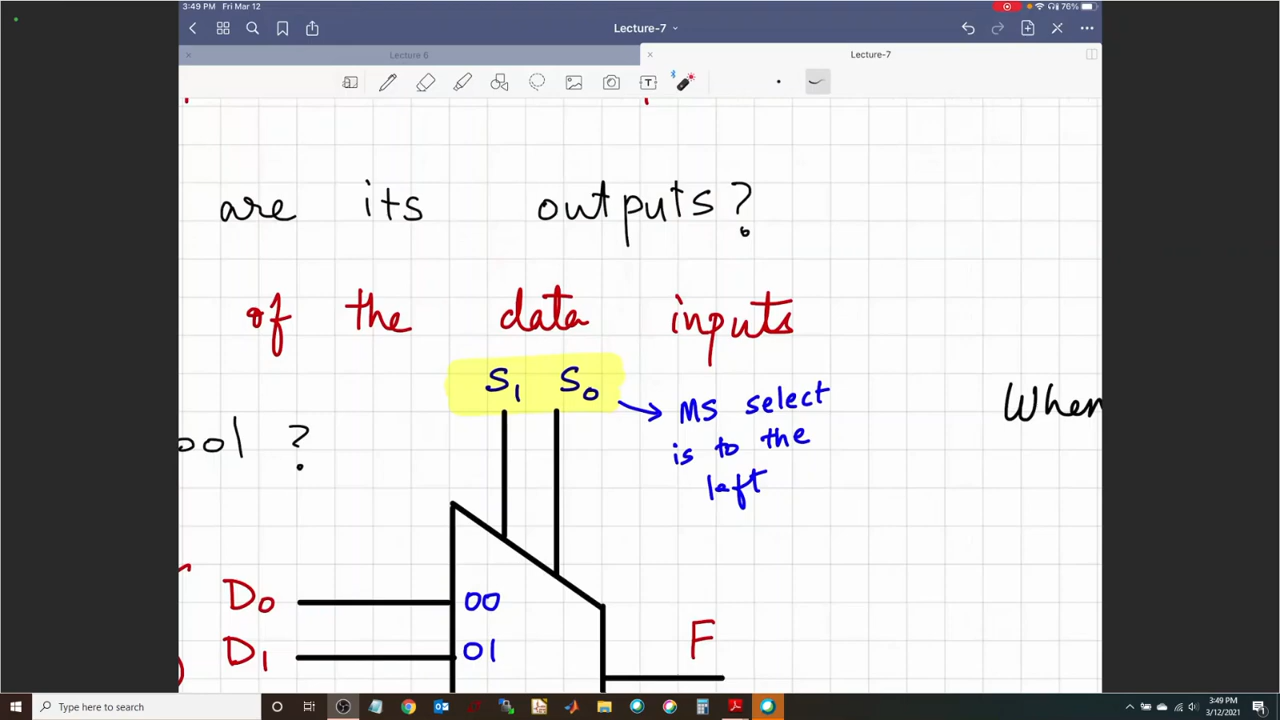 3:49 PM Fri Mar 12
76%
Lecture-7
Lecture 6
Lecture-7
are its outputs?
of the data inputs
S1 S0
MS select
is to the
left
When
ool ?
D0
00
D1
01
F
Type here to search
3:49 PM
3/12/2021